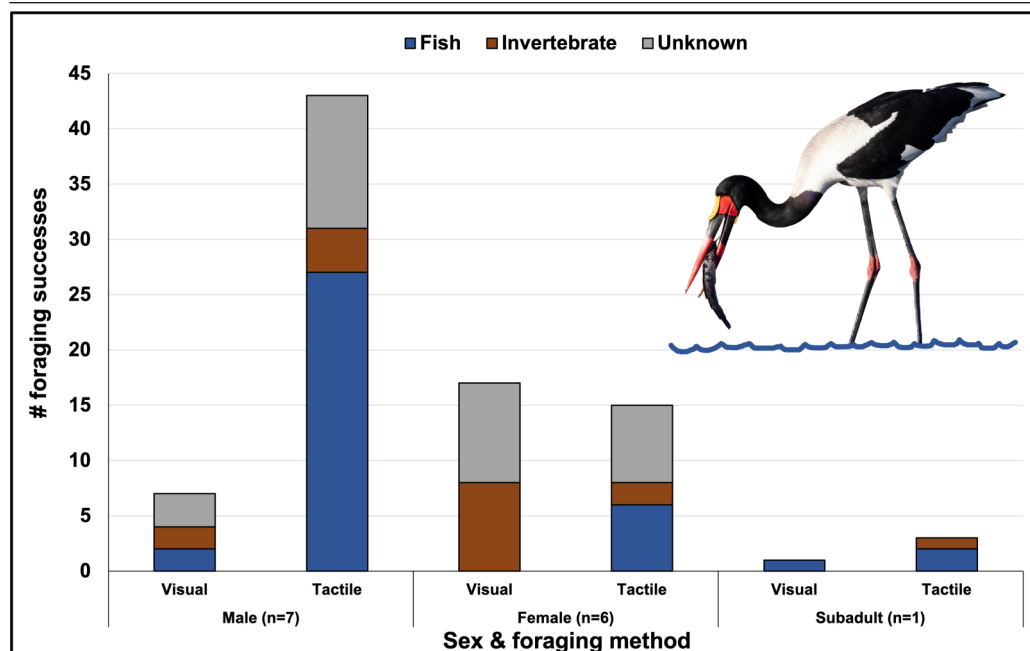 Fish Invertebrate Unknown
45
40
35
30
25
20
15
10
5
0
# foraging successes
Visual Tactile Visual Tactile Visual Tactile
Male (n=7) Female (n=6) Subadult (n=1)
Sex & foraging method